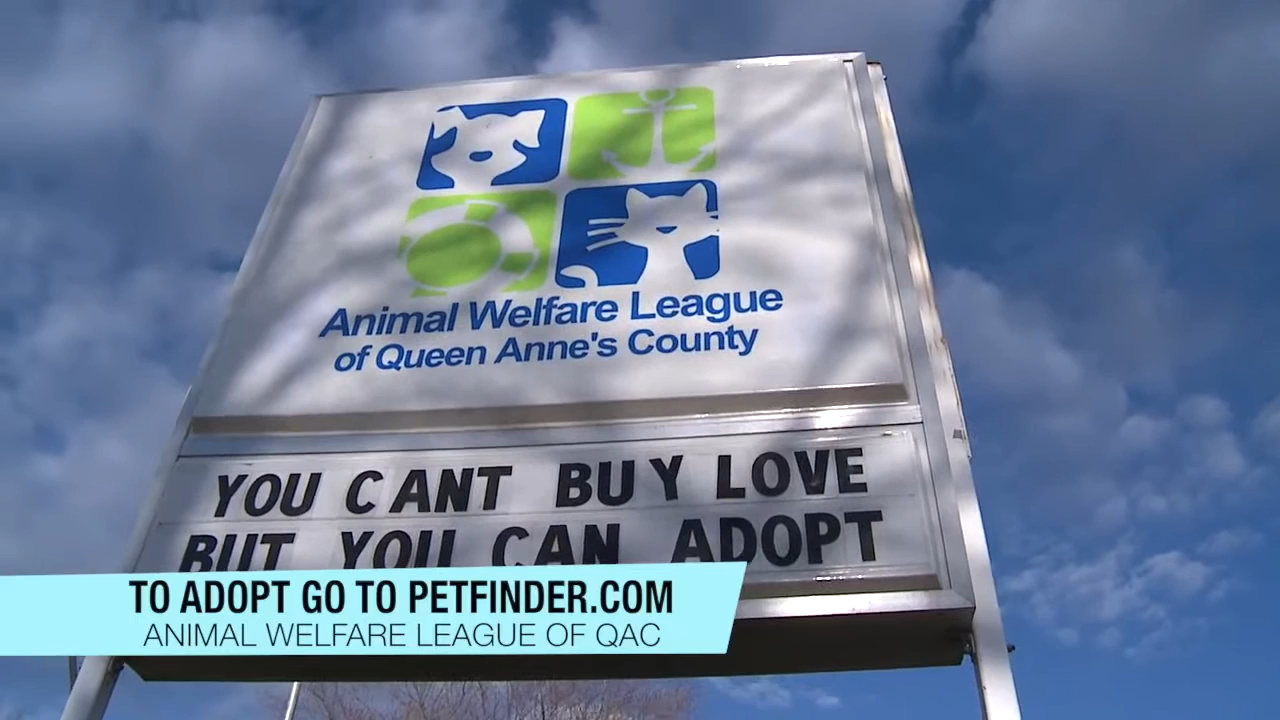 Animal Welfare League
of Queen Anne's County
YOU CANT BUY LOVE
BUT YOU CAN ADOPT
TO ADOPT GO TO PETFINDER.COM
ANIMAL WELFARE LEAGUE OF QAC